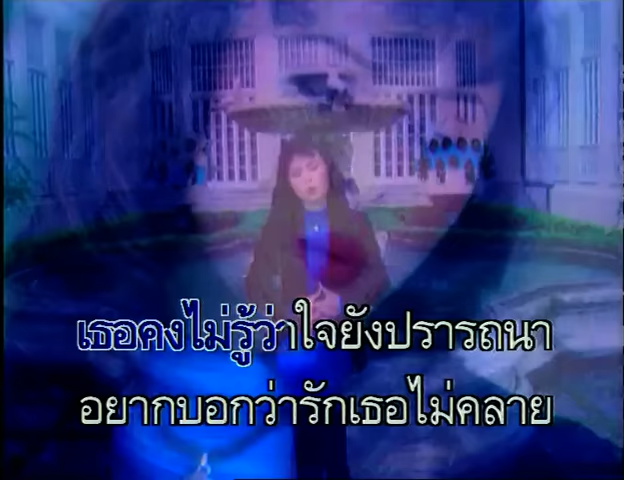 เธอคงไม่รู้ว่าใจยังปรารถนา
อยากบอกว่ารักเธอไม่คลาย